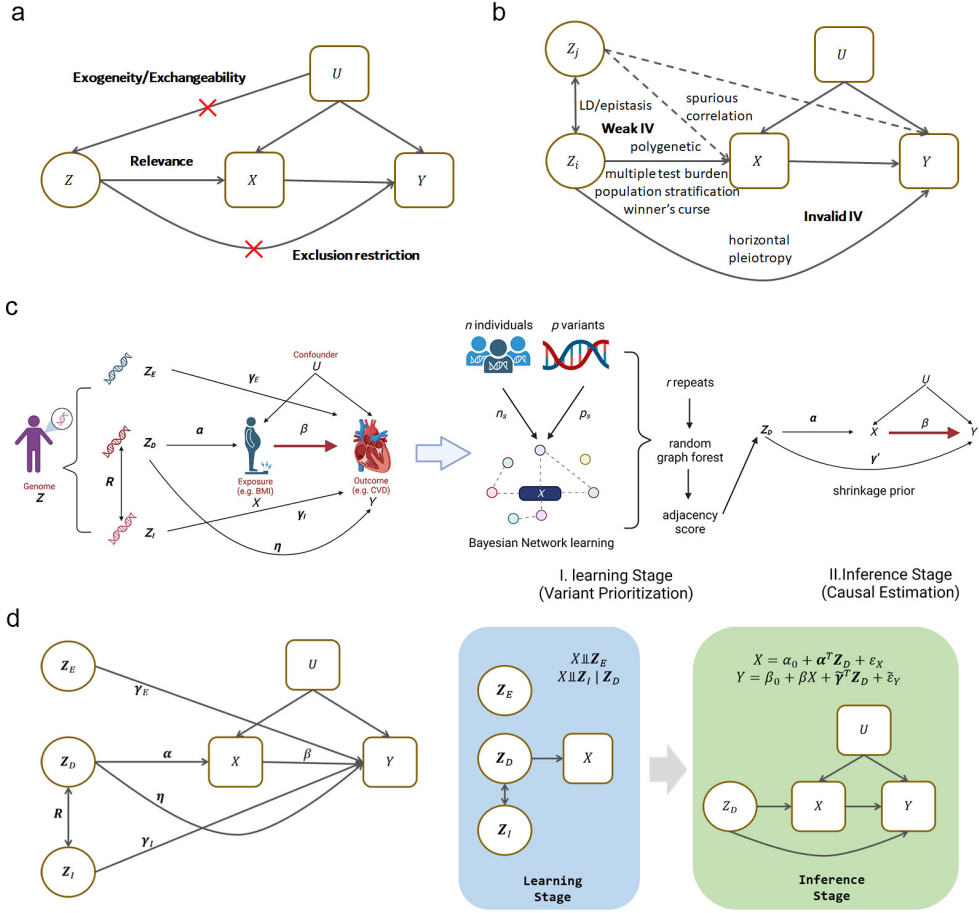 a
U
Exogeneity/Exchangeability
Relevance
Z
X
Y
Exclusion restriction
b
Z_j
U
LD/epistasis
spurious
correlation
Weak IV
polygenetic
Z_i
X
Y
multiple test burden
population stratification
winner's curse
Invalid IV
horizontal
pleiotropy
c
Genome
Z
Z_E
Z_D
R
Z_I
γ_E
α
Confounder
U
β
Exposure
(e.g. BMI)
X
Outcome
(e.g. CVD)
Y
γ_I
η
n individuals
p variants
n_s
p_s
X
Bayesian Network learning
r repeats
random
graph forest
adjacency
score
Z_D
α
U
X
β
Y
γ'
shrinkage prior
I. learning Stage
(Variant Prioritization)
II.Inference Stage
(Causal Estimation)
d
Z_E
γ_E
U
Z_D
α
X
β
Y
R
η
γ_I
Z_I
X⫫Z_E
X⫫Z_I | Z_D
Z_E
Z_D
X
Z_I
Learning
Stage
X = α_0 + α^T Z_D + ε_X
Y = β_0 + βX + γ̃^T Z_D + ε̃_Y
U
Z_D
X
Y
Inference
Stage